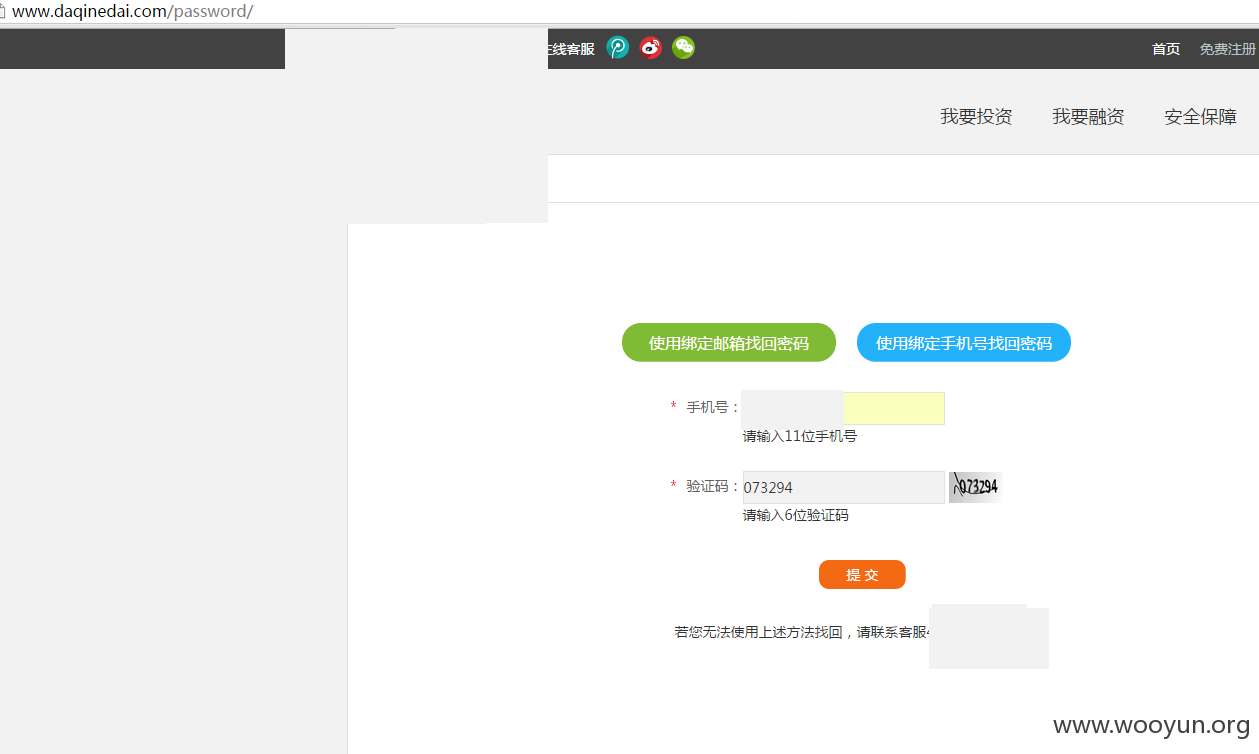 www.daqinedai.com/password/
在线客服 首页 免费注册
我要投资 我要融资 安全保障
使用绑定邮箱找回密码 使用绑定手机号找回密码
* 手机号：
请输入11位手机号
* 验证码：073294 073294
请输入6位验证码
提 交
若您无法使用上述方法找回，请联系客服4
www.wooyun.org